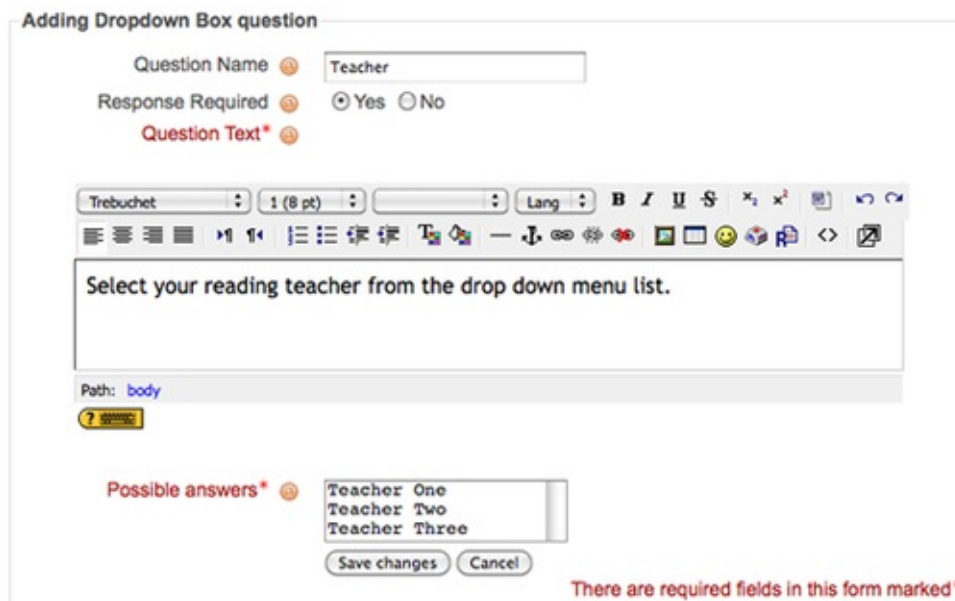 Adding Dropdown Box question
Question Name Teacher
Response Required Yes No
Question Text*
Trebuchet 1 (8 pt) Lang B I U S x₂ x²
Select your reading teacher from the drop down menu list.
Path: body
?
Possible answers* Teacher One
Teacher Two
Teacher Three
Save changes Cancel
There are required fields in this form marked*